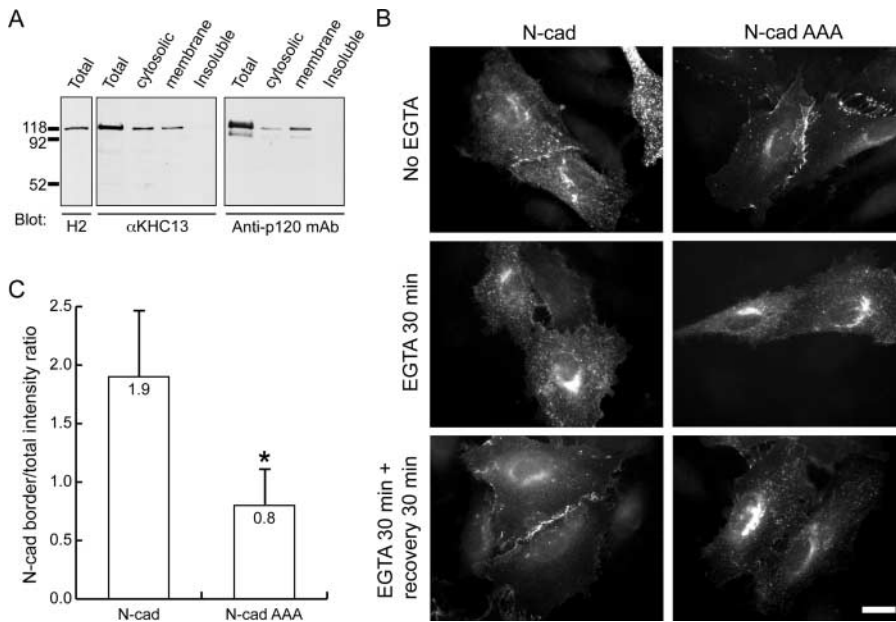 A
Total
Total
cytosolic
membrane
Insoluble
Total
cytosolic
membrane
Insoluble
118
92
52
Blot:
H2
αKHC13
Anti-p120 mAb
B
N-cad
N-cad AAA
No EGTA
EGTA 30 min
EGTA 30 min +
recovery 30 min
C
N-cad border/total intensity ratio
2.5
2.0
1.5
1.0
0.5
0.0
1.9
*
0.8
N-cad
N-cad AAA